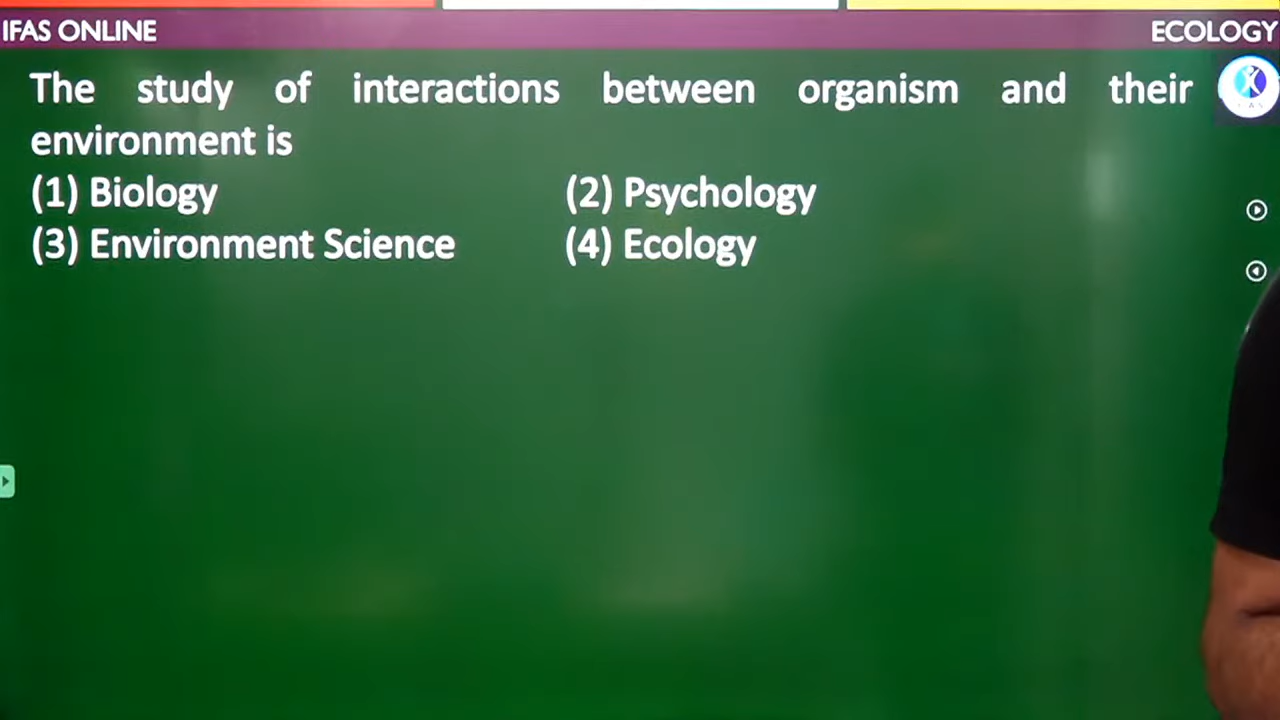 IFAS ONLINE
ECOLOGY
The study of interactions between organism and their
environment is
(1) Biology (2) Psychology
(3) Environment Science (4) Ecology